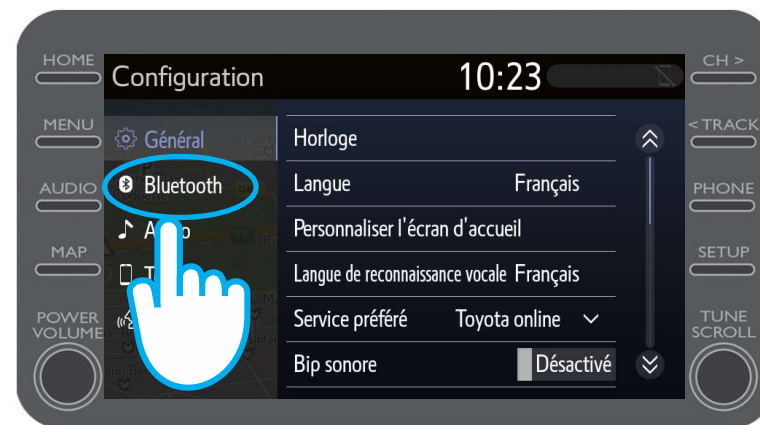 HOME
Configuration
10:23
CH >
MENU
Général
Horloge
< TRACK
AUDIO
Bluetooth
Langue
Français
PHONE
Personnaliser l'écran d'accueil
MAP
Langue de reconnaissance vocale
Français
SETUP
POWER
VOLUME
Service préféré
Toyota online
TUNE
SCROLL
Bip sonore
Désactivé